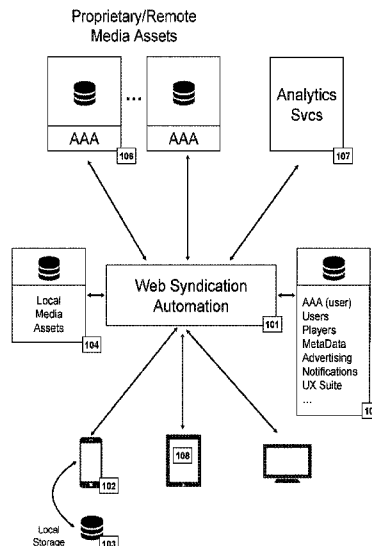 Proprietary/Remote
Media Assets
...
AAA
AAA
106
Analytics
Svcs
107
Local
Media
Assets
104
Web Syndication
Automation
101
AAA (user)
Users
Players
MetaData
Advertising
Notifications
UX Suite
...
102
108
Local
Storage
103